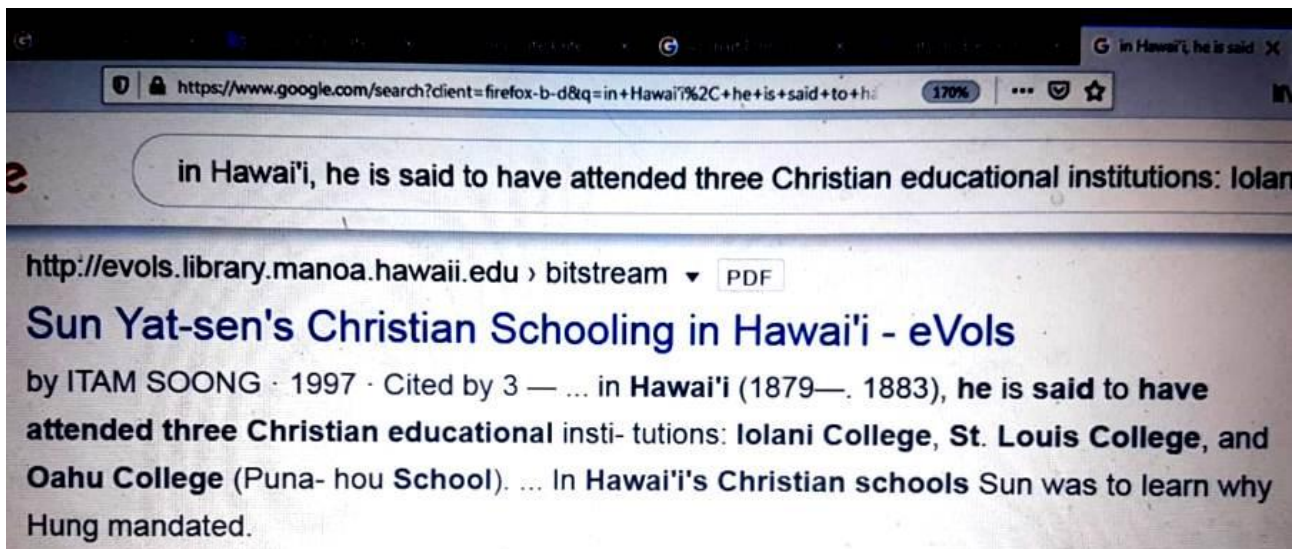 G in Hawai'i, he is said
https://www.google.com/search?client=firefox-b-d&q=in+Hawai'i%2C+he+is+said+to+ha 170%
e in Hawai'i, he is said to have attended three Christian educational institutions: Iolan
http://evols.library.manoa.hawaii.edu › bitstream PDF
Sun Yat-sen's Christian Schooling in Hawai'i - eVols
by ITAM SOONG · 1997 · Cited by 3 — ... in Hawai'i (1879—. 1883), he is said to have
attended three Christian educational insti- tutions: Iolani College, St. Louis College, and
Oahu College (Puna- hou School). ... In Hawai'i's Christian schools Sun was to learn why
Hung mandated.